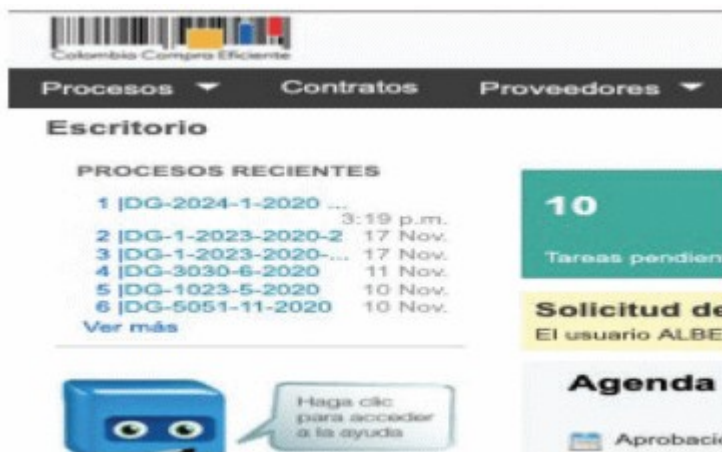 Colombia Compra Eficiente
Procesos Contratos Proveedores
Escritorio
PROCESOS RECIENTES
1 |DG-2024-1-2020 ...
3:19 p.m.
2 |DG-1-2023-2020-2 17 Nov.
3 |DG-1-2023-2020-... 17 Nov.
4 |DG-3030-6-2020 11 Nov.
5 |DG-1023-5-2020 10 Nov.
6 |DG-5051-11-2020 10 Nov.
Ver más
Haga clic
para acceder
a la ayuda
10
Tareas pendien
Solicitud de
El usuario ALBE
Agenda
Aprobacie